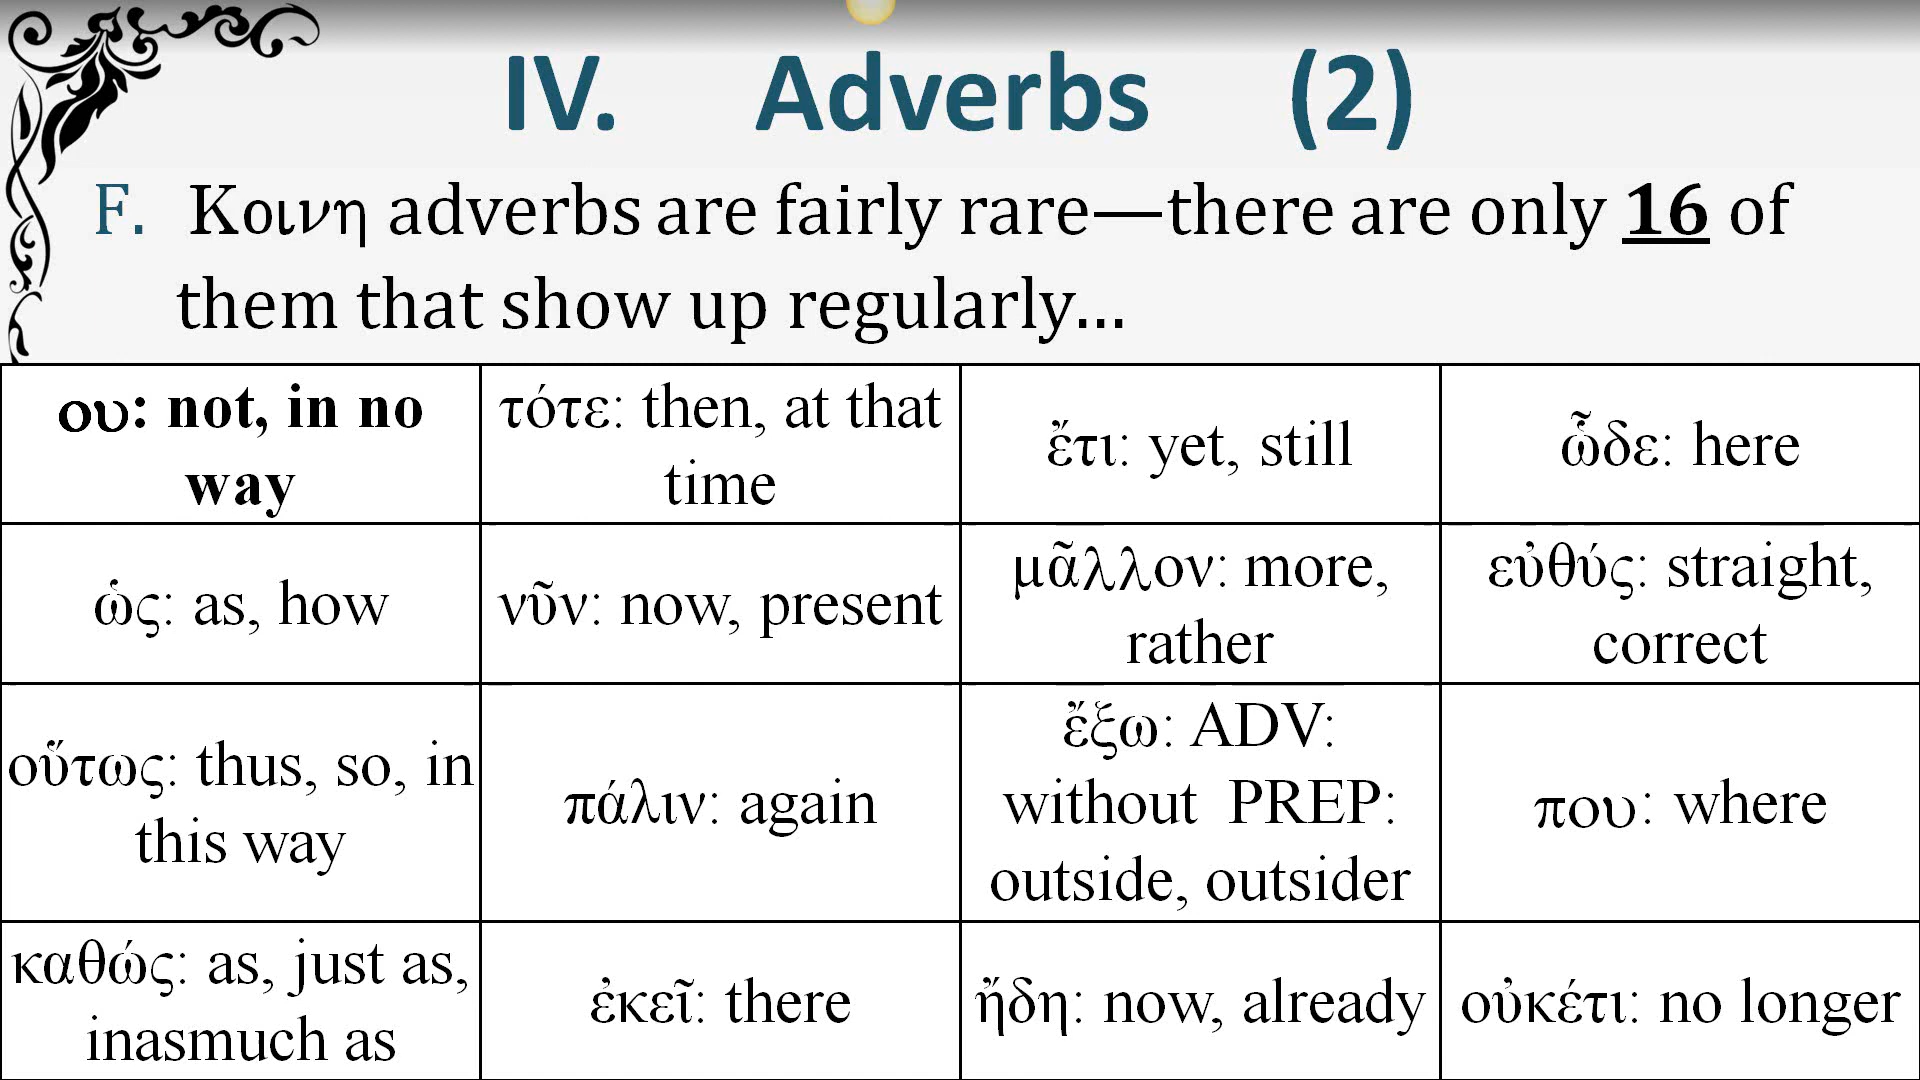 IV. Adverbs (2)
F. Κοινη adverbs are fairly rare—there are only 16 of
them that show up regularly...
ου: not, in no
way
τότε: then, at that
time
ἔτι: yet, still
ὧδε: here
ὡς: as, how
νῦν: now, present
μᾶλλον: more,
rather
εὐθύς: straight,
correct
οὕτως: thus, so, in
this way
πάλιν: again
ἔξω: ADV:
without PREP:
outside, outsider
που: where
καθώς: as, just as,
inasmuch as
ἐκεῖ: there
ἤδη: now, already
οὐκέτι: no longer